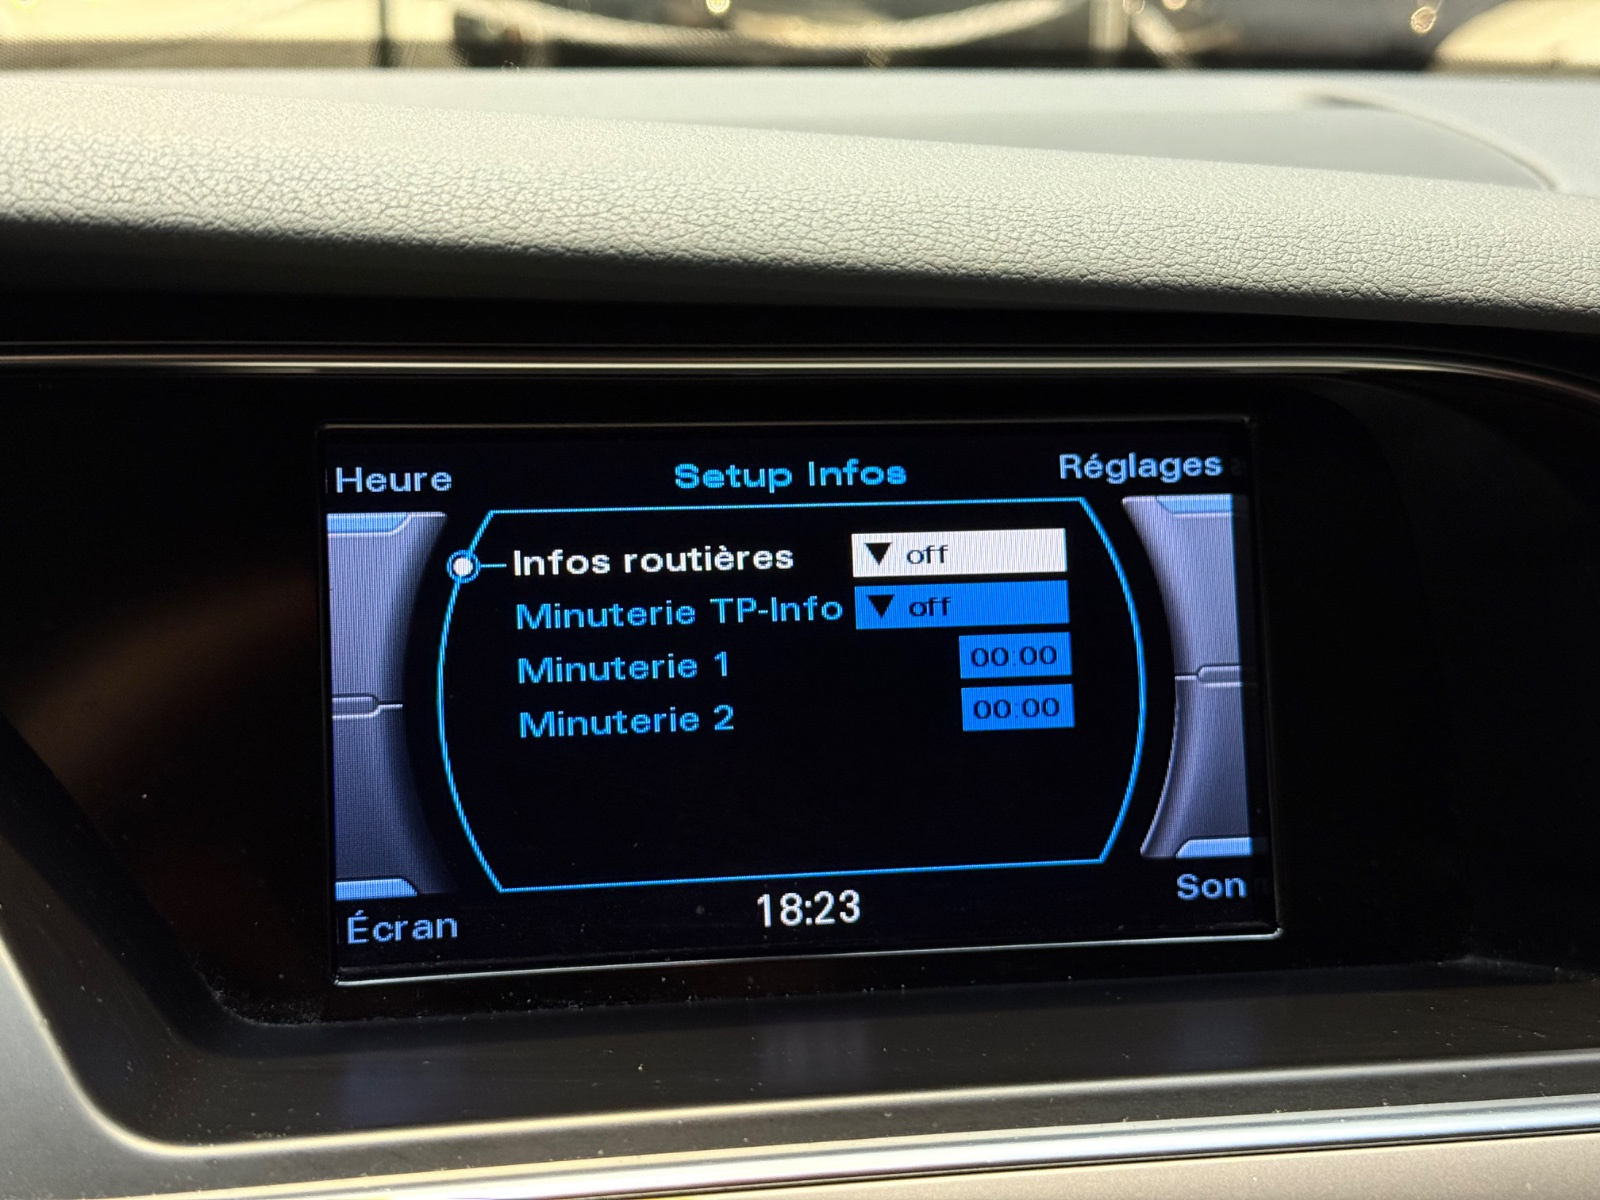 Heure Setup Infos Réglages
Infos routières ▼ off
Minuterie TP-Info ▼ off
Minuterie 1 00:00
Minuterie 2 00:00
Écran 18:23 Son